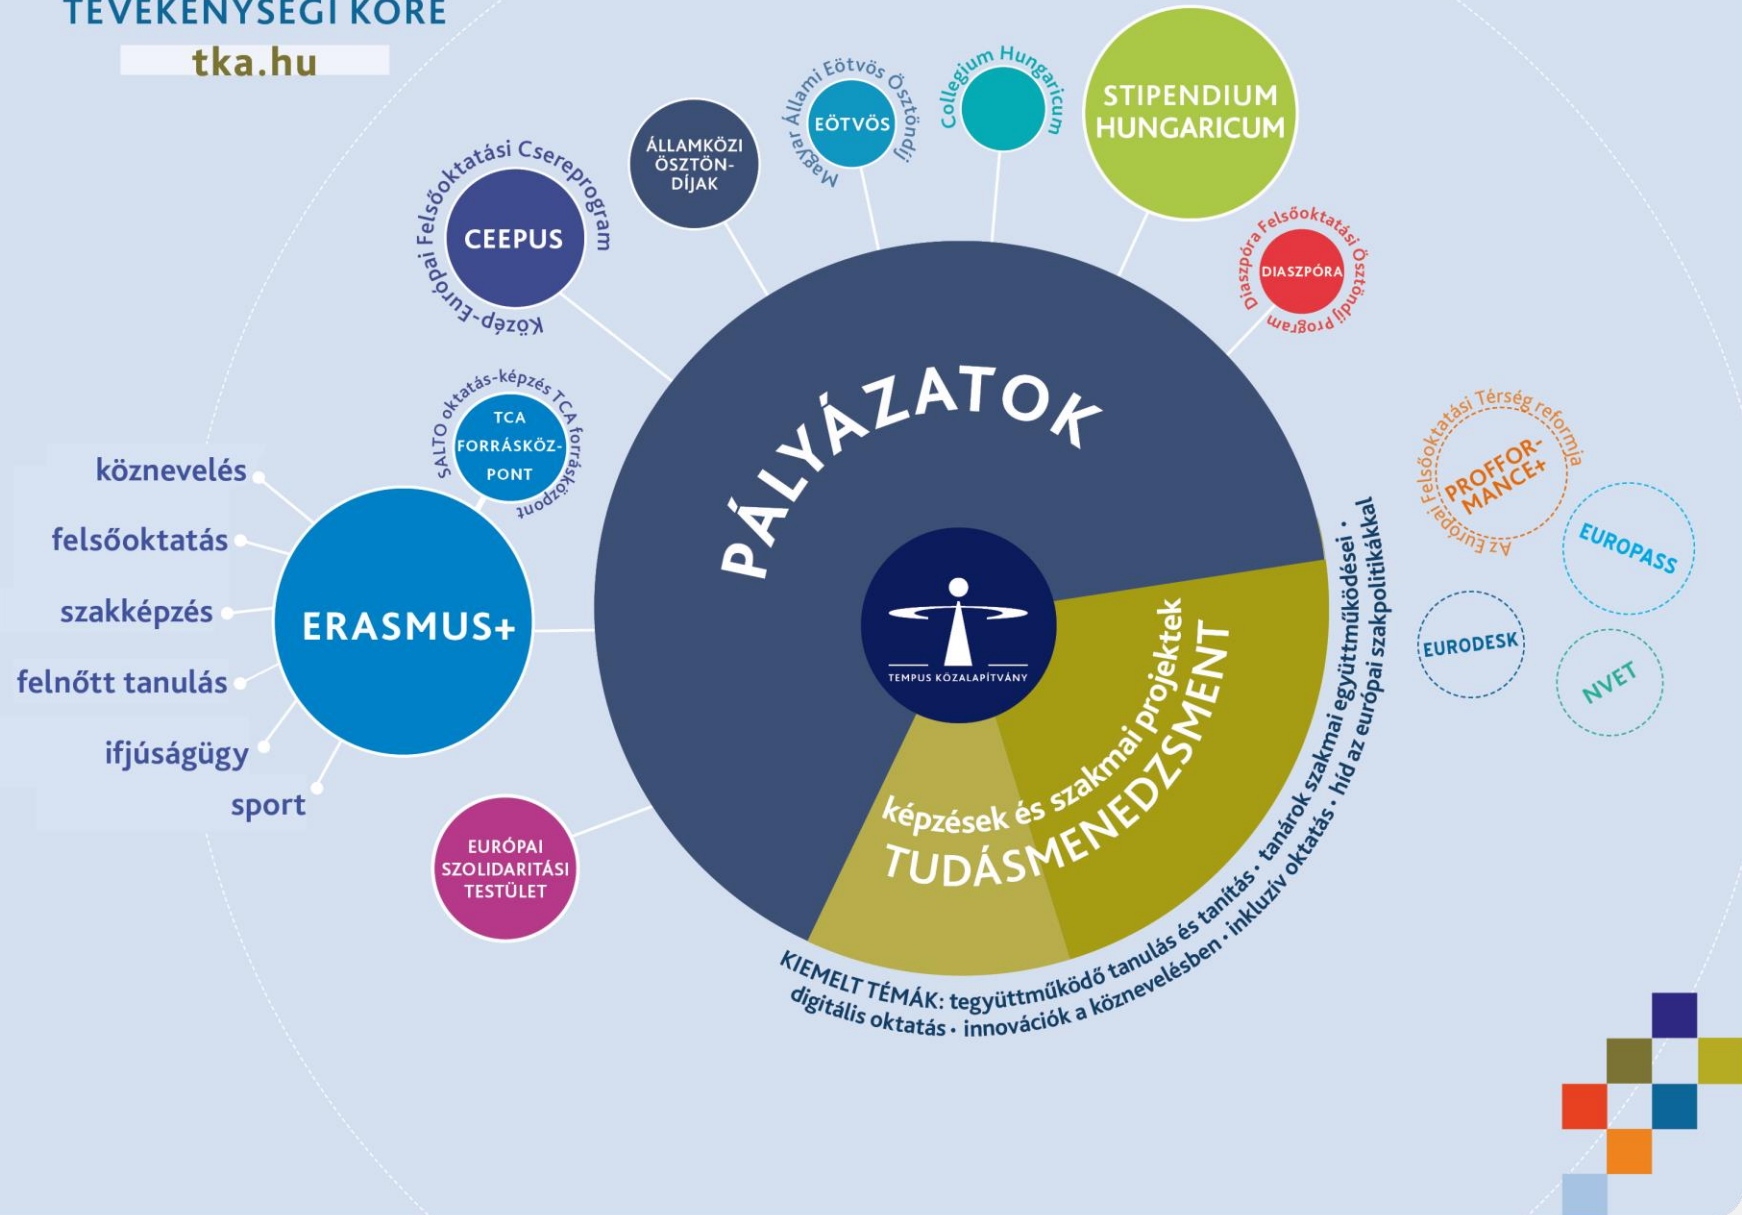 TEVÉKENYSÉGI KÖRE
tka.hu
Közép-Európai Felsőoktatási Csereprogram
CEEPUS
ÁLLAMKÖZI
ÖSZTÖN-
DÍJAK
Magyar Állami Eötvös Ösztöndíj
EÖTVÖS
Collegium Hungaricum
STIPENDIUM
HUNGARICUM
Diaszpóra Felsőoktatási Ösztöndíj Program
DIASZPÓRA
SALTO oktatás-képzés TCA forrásközpont
TCA
FORRÁSKÖZ-
PONT
köznevelés
felsőoktatás
szakképzés
felnőtt tanulás
ifjúságügy
sport
ERASMUS+
EURÓPAI
SZOLIDARITÁSI
TESTÜLET
PÁLYÁZATOK
TEMPUS KÖZALAPÍTVÁNY
képzések és szakmai projektek
TUDÁSMENEDZSMENT
KIEMELT TÉMÁK: tegyüttműködő tanulás és tanítás · tanárok szakmai együttműködései ·
digitális oktatás · innovációk a köznevelésben · inkluzív oktatás · híd az európai szakpolitikákkal
Az Európai Felsőoktatási Térség reformja
PROFFOR-
MANCE+
EUROPASS
EURODESK
NVET